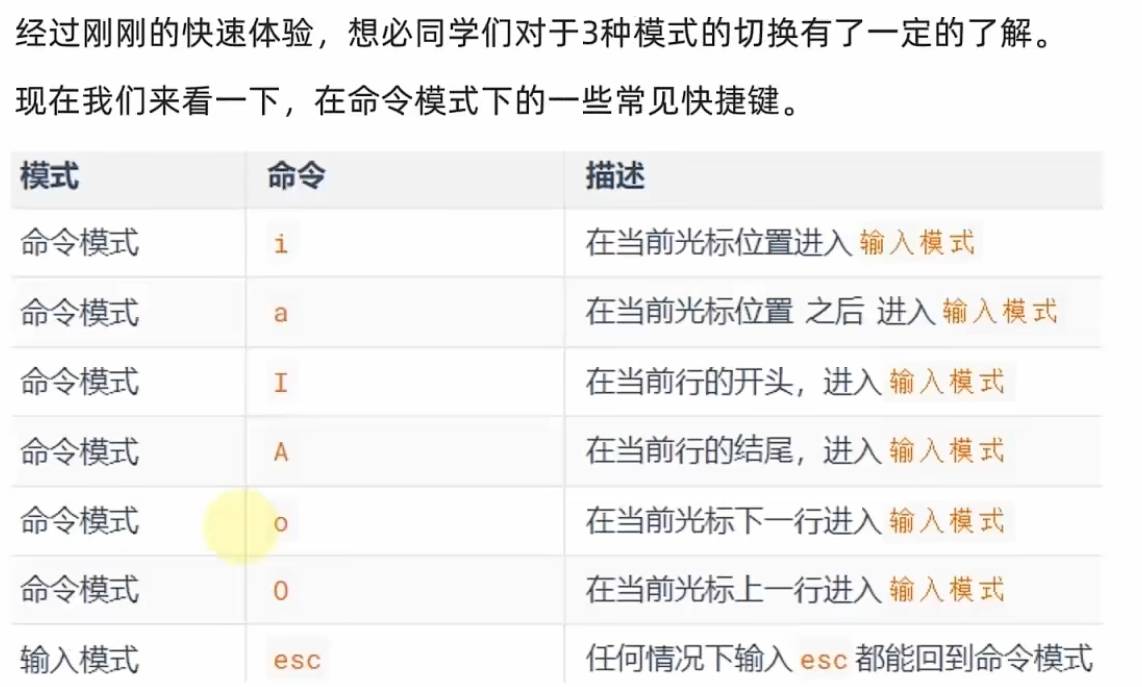 经过刚刚的快速体验，想必同学们对于3种模式的切换有了一定的了解。
现在我们来看一下，在命令模式下的一些常见快捷键。
模式 命令 描述
命令模式 i 在当前光标位置进入 输入模式
命令模式 a 在当前光标位置 之后 进入 输入模式
命令模式 I 在当前行的开头，进入 输入模式
命令模式 A 在当前行的结尾，进入 输入模式
命令模式 o 在当前光标下一行进入 输入模式
命令模式 O 在当前光标上一行进入 输入模式
输入模式 esc 任何情况下输入 esc 都能回到命令模式